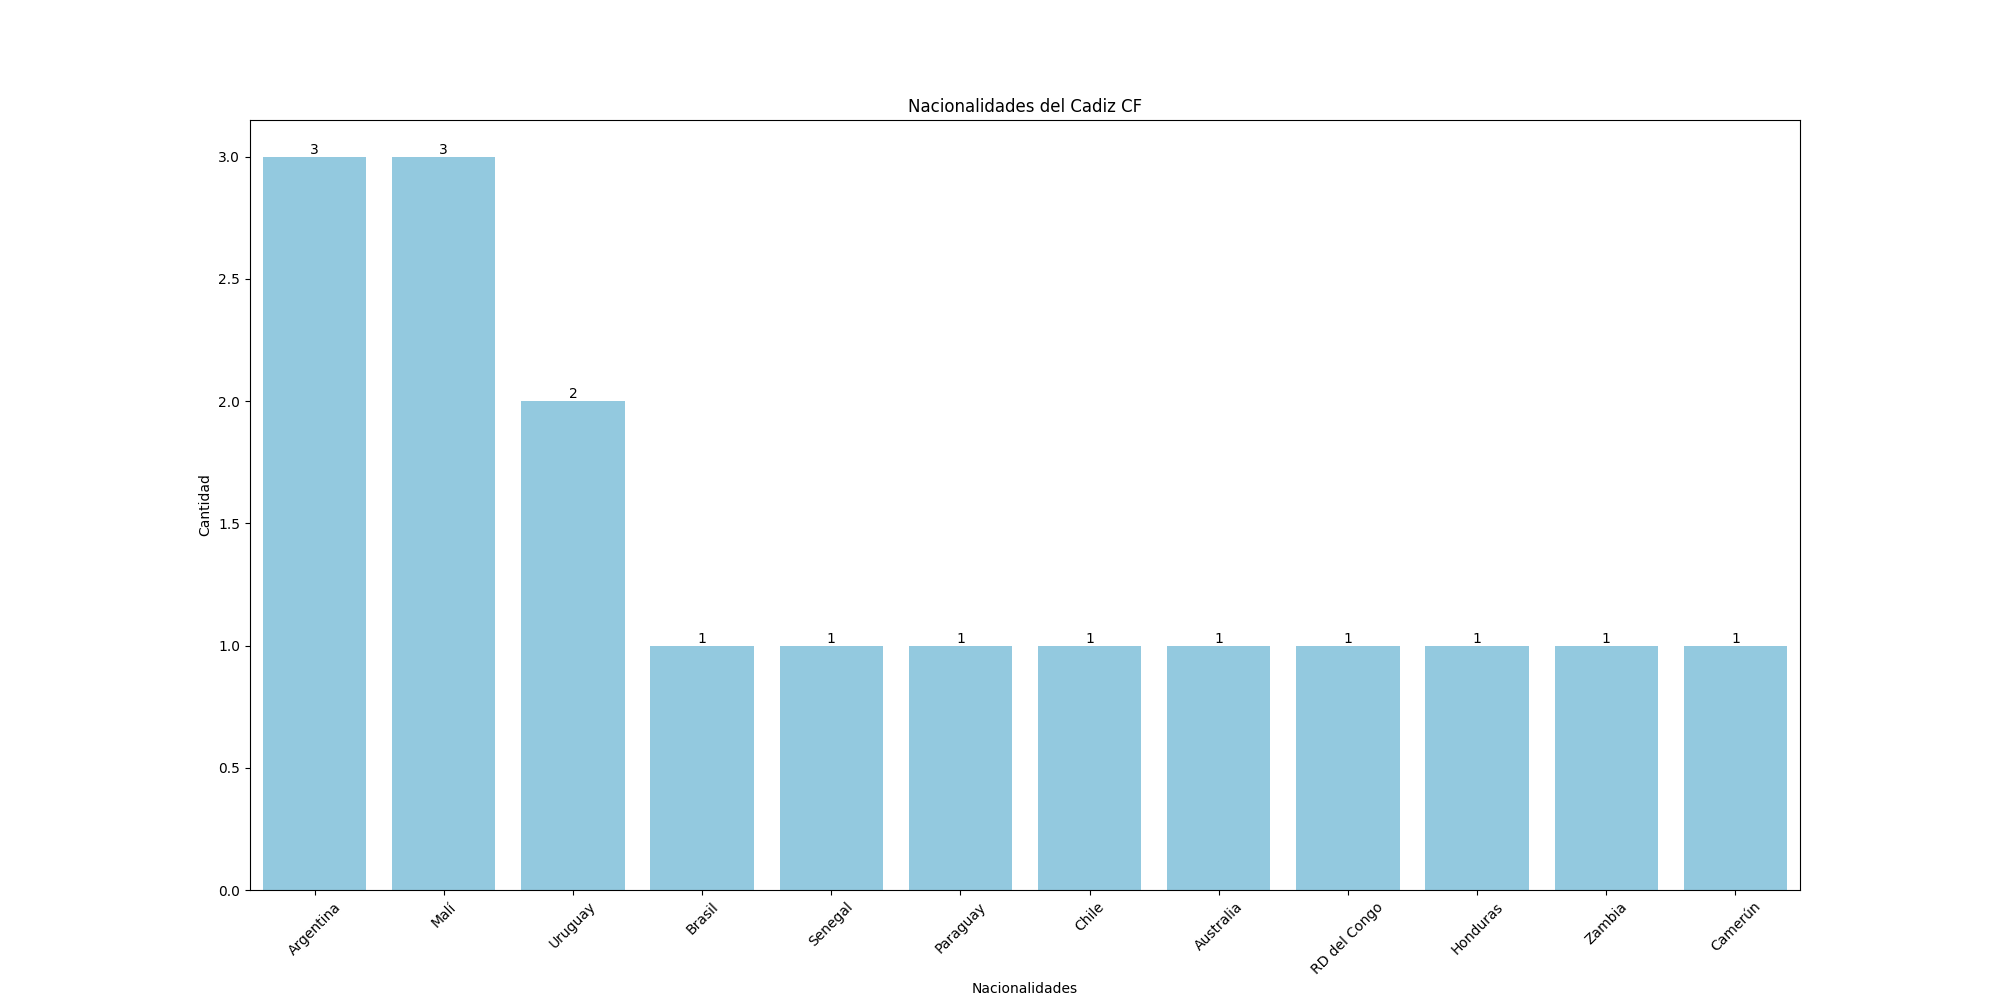 Nacionalidades del Cadiz CF
3.0
2.5
2.0
1.5
1.0
0.5
0.0
Cantidad
3
3
2
1
1
1
1
1
1
1
1
1
Argentina
Malí
Uruguay
Brasil
Senegal
Paraguay
Chile
Australia
RD del Congo
Honduras
Zambia
Camerún
Nacionalidades